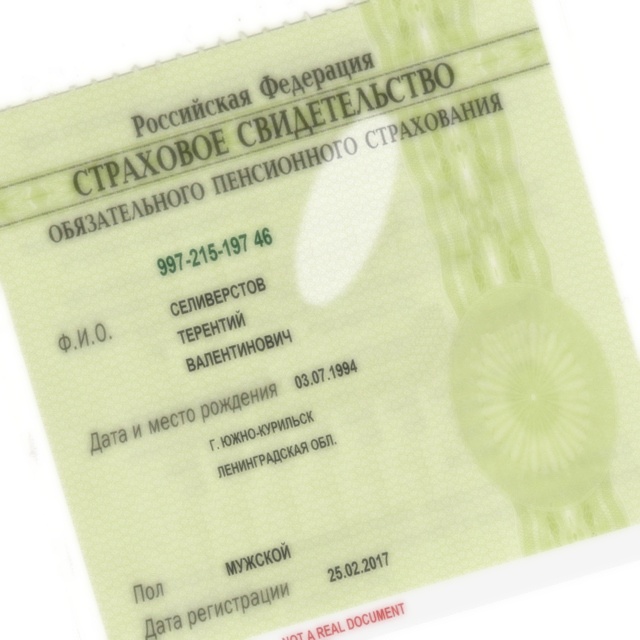 Российская Федерация
СТРАХОВОЕ СВИДЕТЕЛЬСТВО
ОБЯЗАТЕЛЬНОГО ПЕНСИОННОГО СТРАХОВАНИЯ
997-215-197 46
Ф.И.О. СЕЛИВЕРСТОВ
ТЕРЕНТИЙ
ВАЛЕНТИНОВИЧ
Дата и место рождения 03.07.1994
Г. ЮЖНО-КУРИЛЬСК
ЛЕНИНГРАДСКАЯ ОБЛ.
Пол МУЖСКОЙ
Дата регистрации 25.02.2017
NOT A REAL DOCUMENT